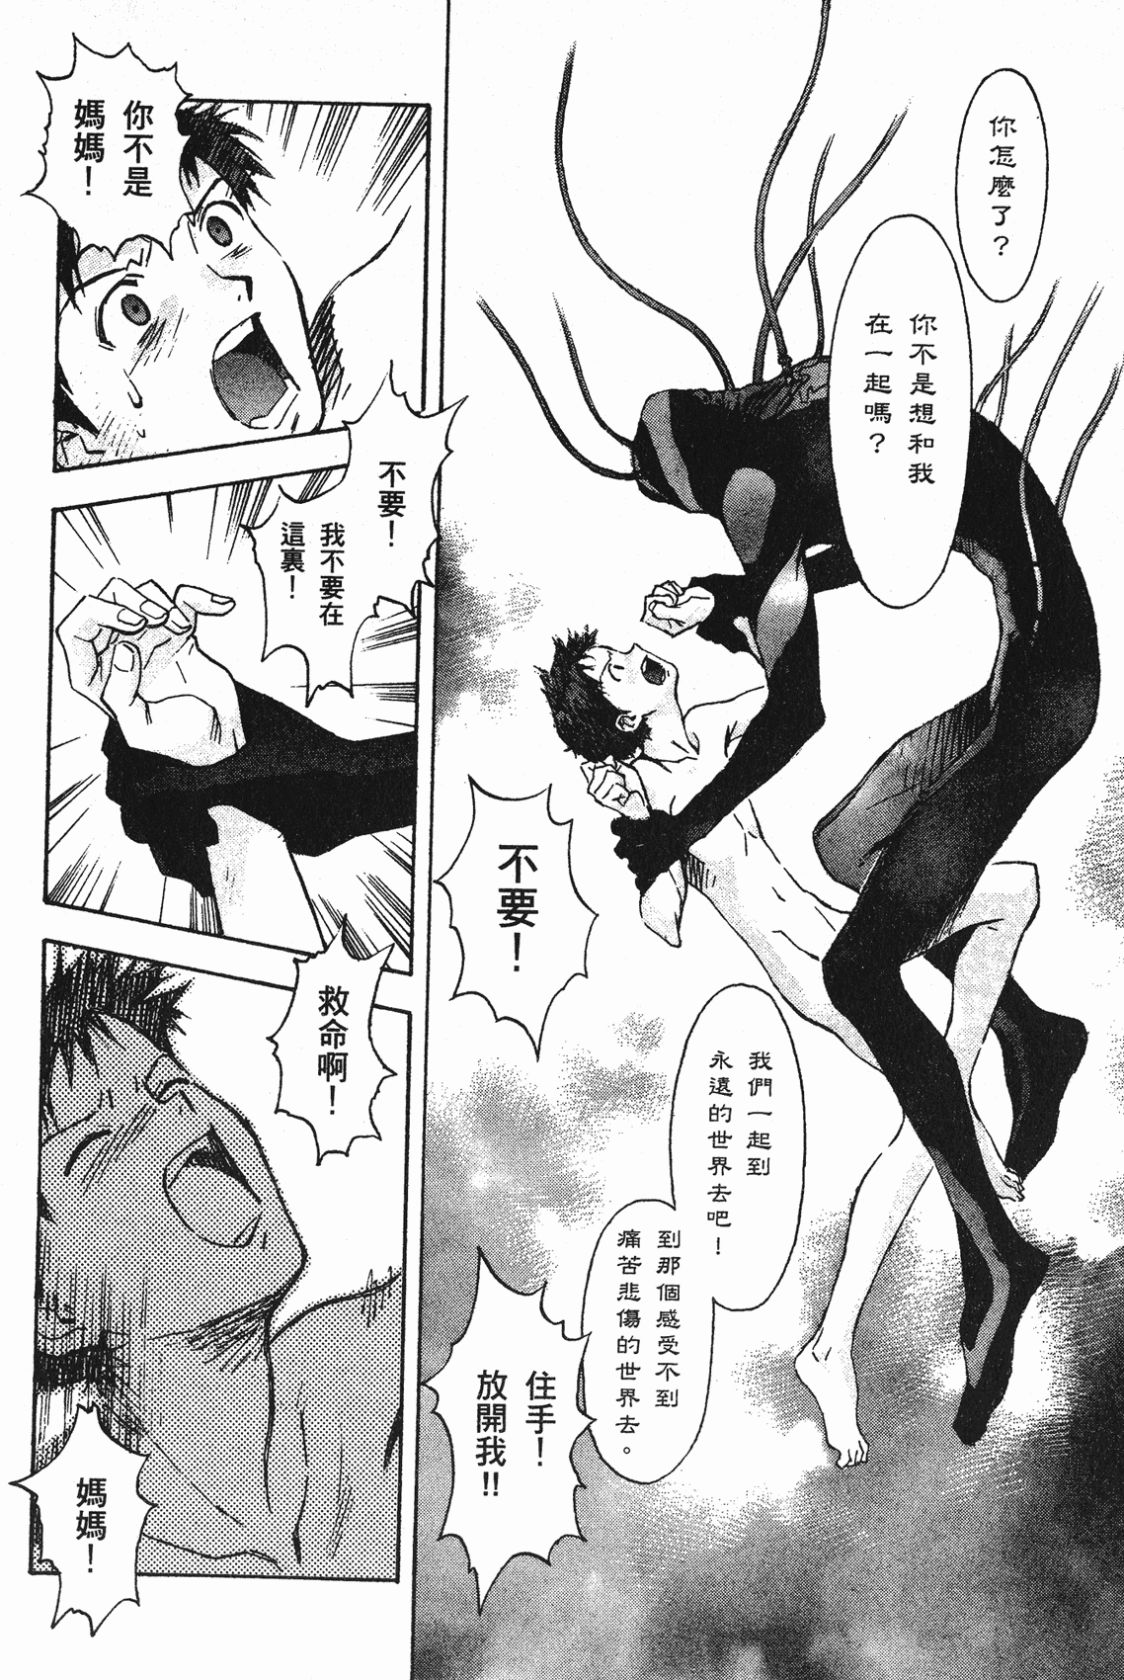 你怎麼了？
你不是想和我
在一起嗎？
不要！
我們一起到
永遠的世界去吧！
到那個感受不到
痛苦悲傷的世界去。
住手！
放開我!!
你不是
媽媽！
不要！
我不要在
這裏！
救命啊！
媽媽！